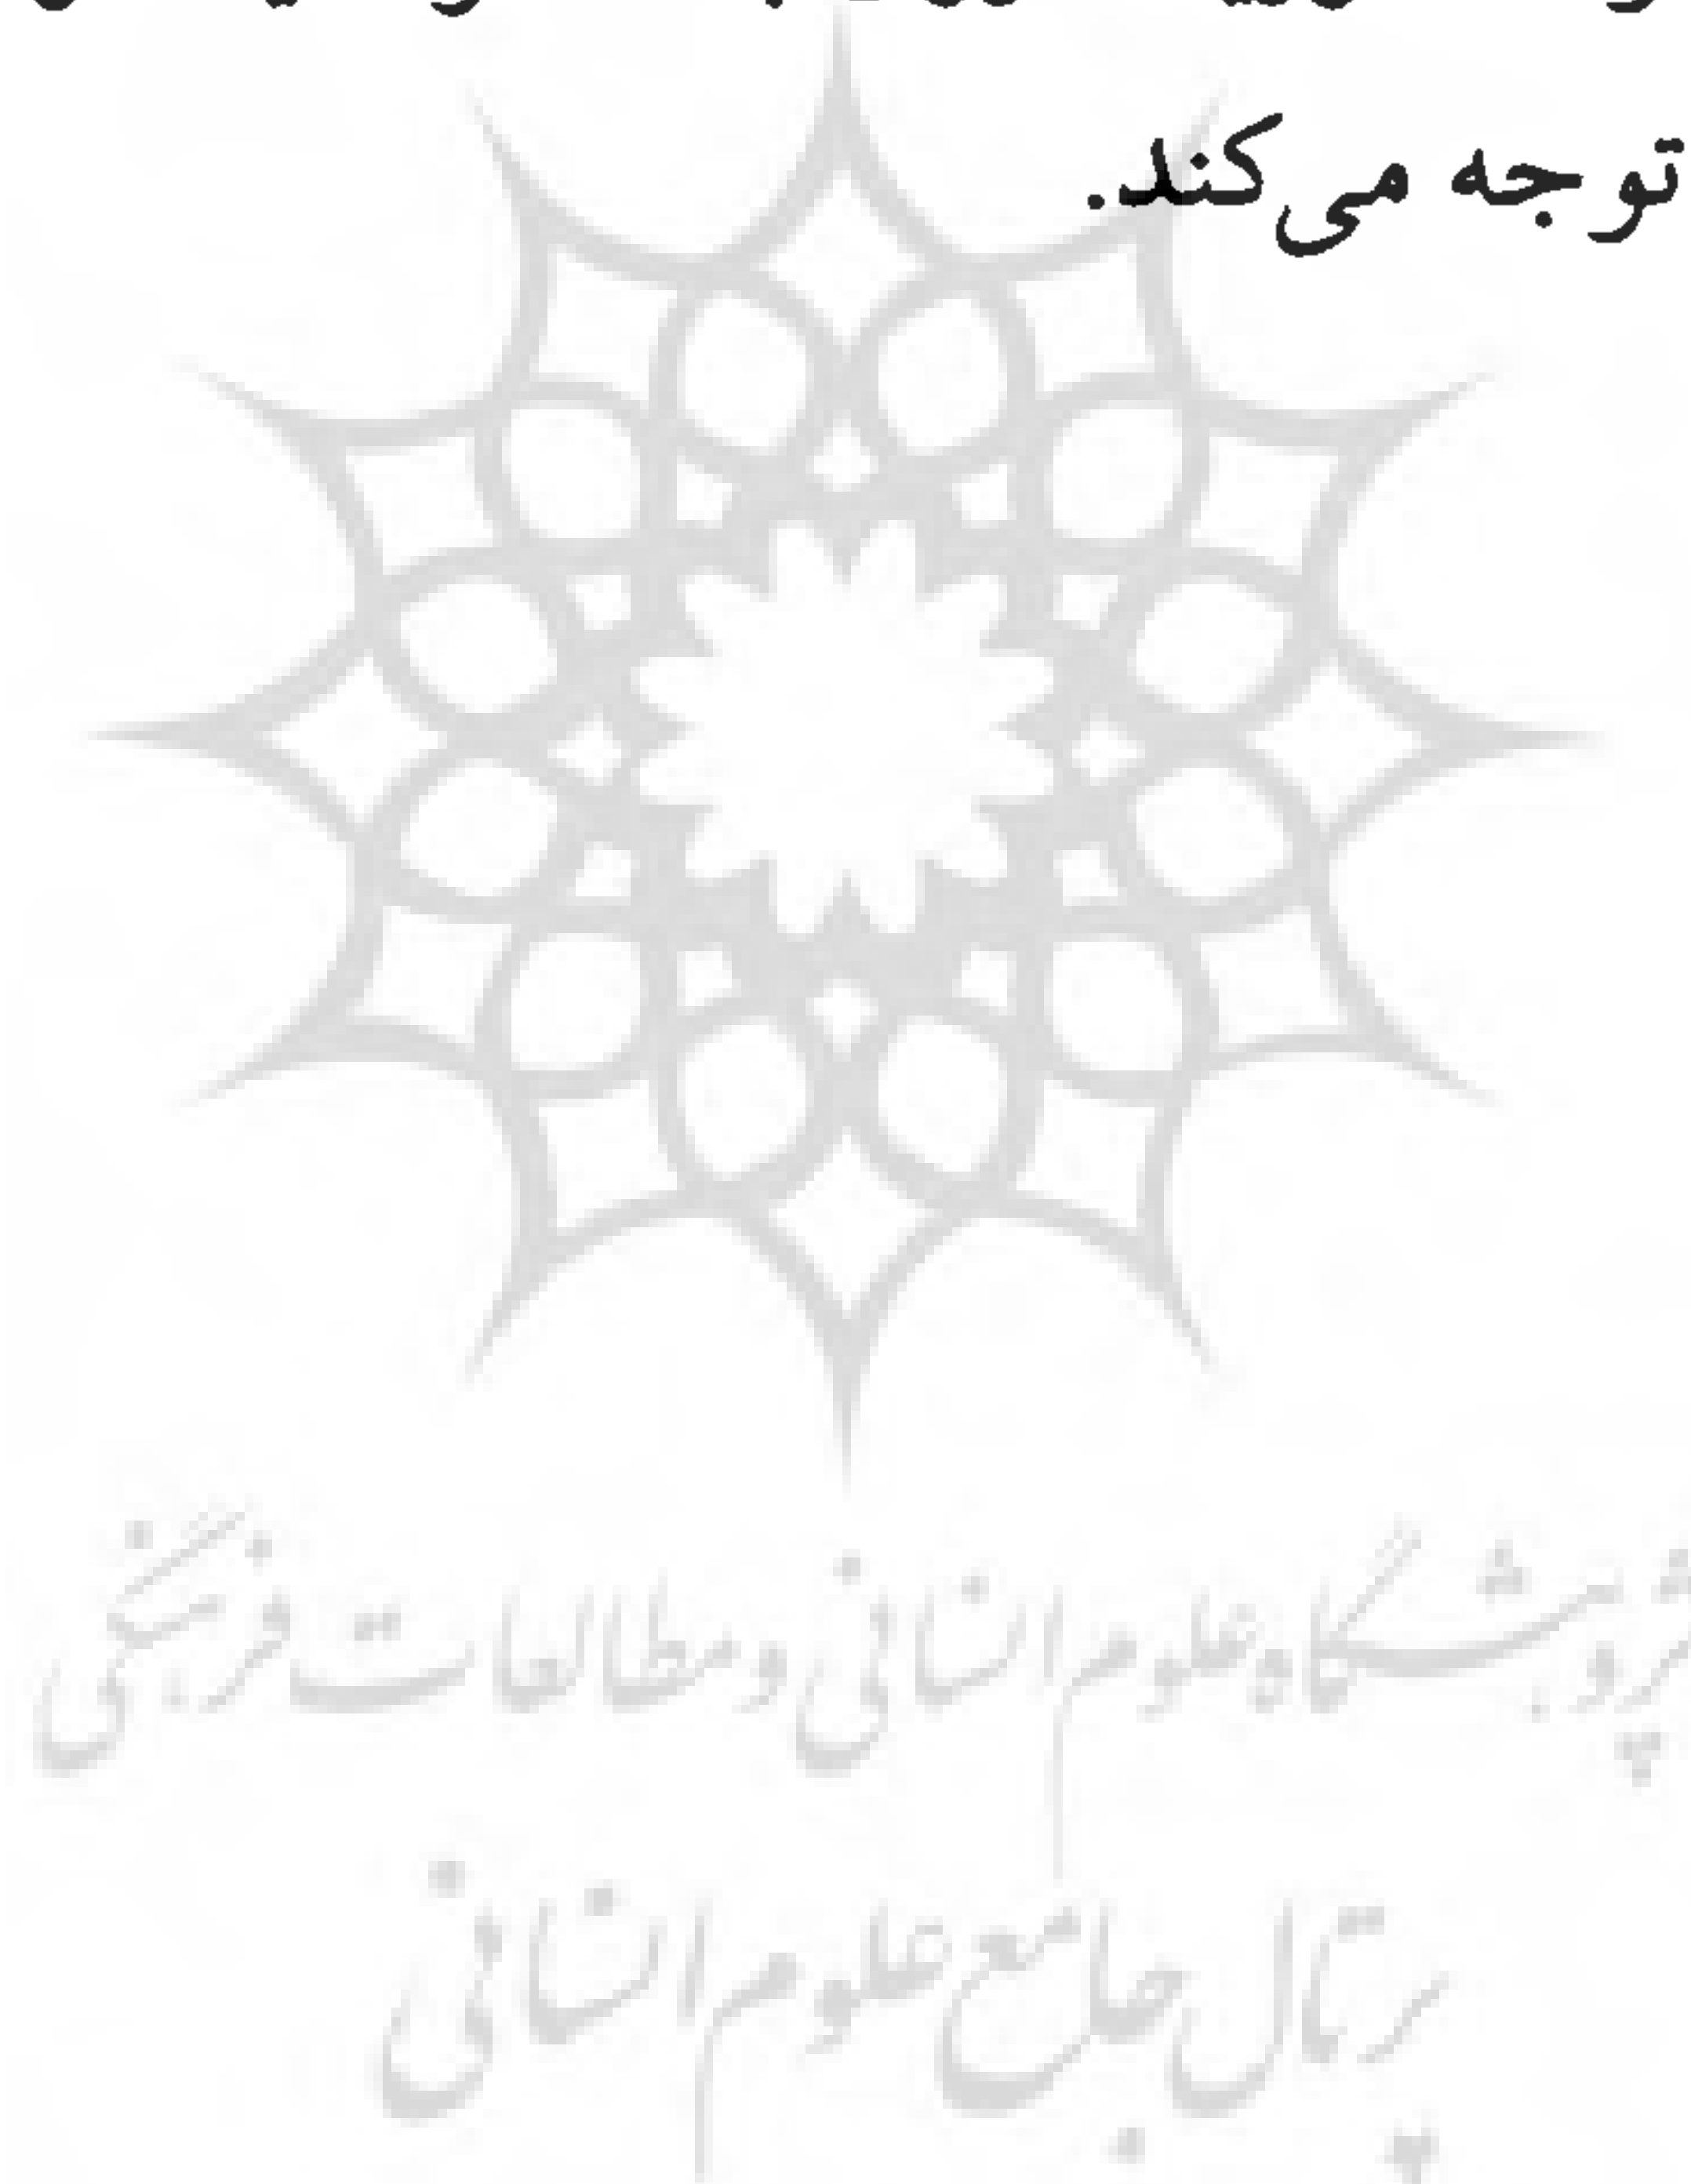 توجه می‌کند.
پژوهشگاه علوم انسانی و مطالعات فرهنگی
پرتال جامع علوم انسانی